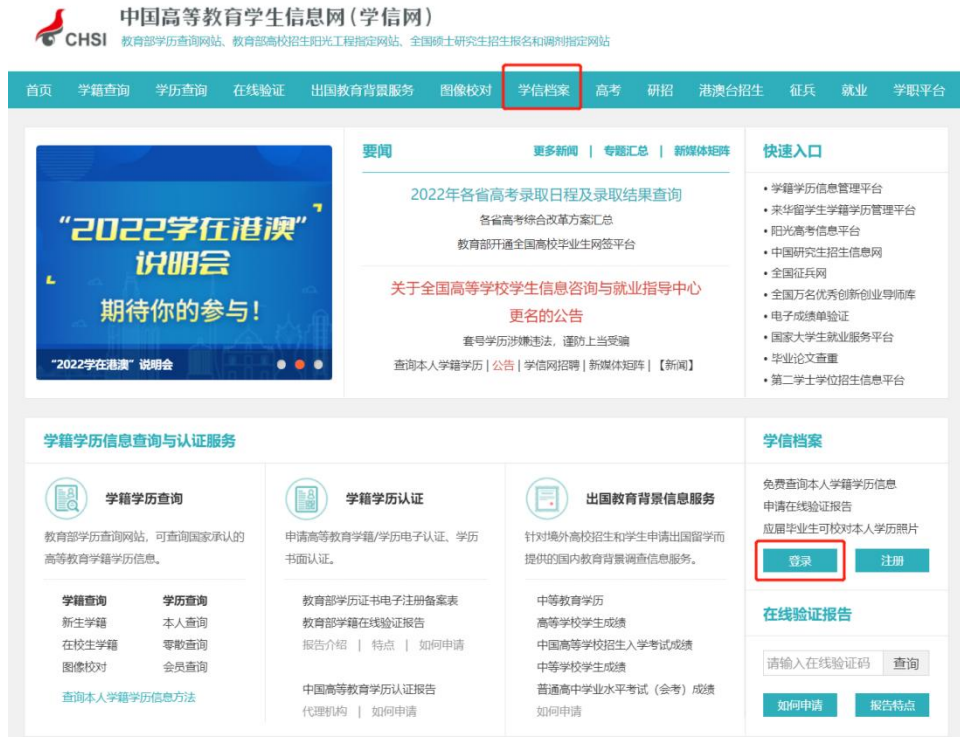 中国高等教育学生信息网(学信网)
CHSI 教育部学历查询网站、教育部高校招生阳光工程指定网站、全国硕士研究生招生报名和调剂指定网站
首页 学籍查询 学历查询 在线验证 出国教育背景服务 图像校对 学信档案 高考 研招 港澳台招生 征兵 就业 学职平台
“2022学在港澳”
说明会
期待你的参与!
“2022学在港澳”说明会
要闻 更多新闻 | 专题汇总 | 新媒体矩阵
2022年各省高考录取日程及录取结果查询
各省高考综合改革方案汇总
教育部开通全国高校毕业生网签平台
关于全国高等学校学生信息咨询与就业指导中心
更名的公告
套号学历涉嫌违法，谨防上当受骗
查询本人学籍学历 | 公告 | 学信网招聘 | 新媒体矩阵 | 【新闻】
快速入口
• 学籍学历信息管理平台
• 来华留学生学籍学历管理平台
• 阳光高考信息平台
• 中国研究生招生信息网
• 全国征兵网
• 全国万名优秀创新创业导师库
• 电子成绩单验证
• 国家大学生就业服务平台
• 毕业论文查重
• 第二学士学位招生信息平台
学籍学历信息查询与认证服务
学籍学历查询
教育部学历查询网站，可查询国家承认的
高等教育学籍学历信息。
学籍查询 学历查询
新生学籍 本人查询
在校生学籍 零散查询
图像校对 会员查询
查询本人学籍学历信息方法
学籍学历认证
申请高等教育学籍/学历电子认证、学历
书面认证。
教育部学历证书电子注册备案表
教育部学籍在线验证报告
报告介绍 | 特点 | 如何申请
中国高等教育学历认证报告
代理机构 | 如何申请
出国教育背景信息服务
针对境外高校招生和学生申请出国留学而
提供的国内教育背景调查信息服务。
中等教育学历
高等学校学生成绩
中国高等学校招生入学考试成绩
中等学校学生成绩
普通高中学业水平考试（会考）成绩
如何申请
学信档案
免费查询本人学籍学历信息
申请在线验证报告
应届毕业生可校对本人学历照片
登录 注册
在线验证报告
请输入在线验证码 查询
如何申请 报告特点